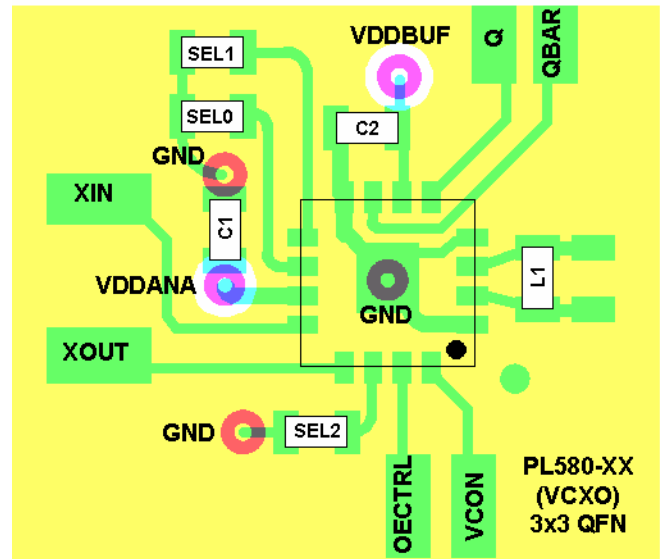 VDDBUF
Q
QBAR
SEL1
SEL0
C2
GND
XIN
C1
VDDANA
L1
GND
XOUT
GND
SEL2
OECTRL
VCON
PL580-XX
(VCXO)
3x3 QFN